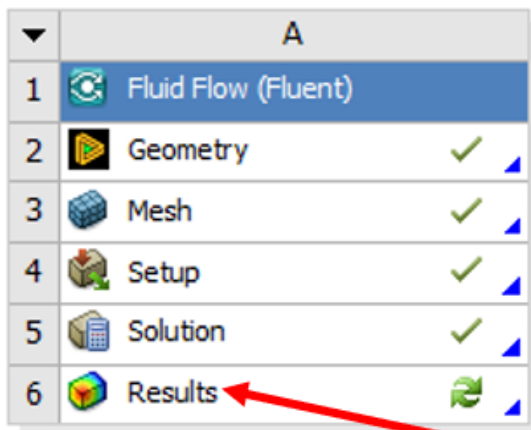 A
1 Fluid Flow (Fluent)
2 Geometry
3 Mesh
4 Setup
5 Solution
6 Results